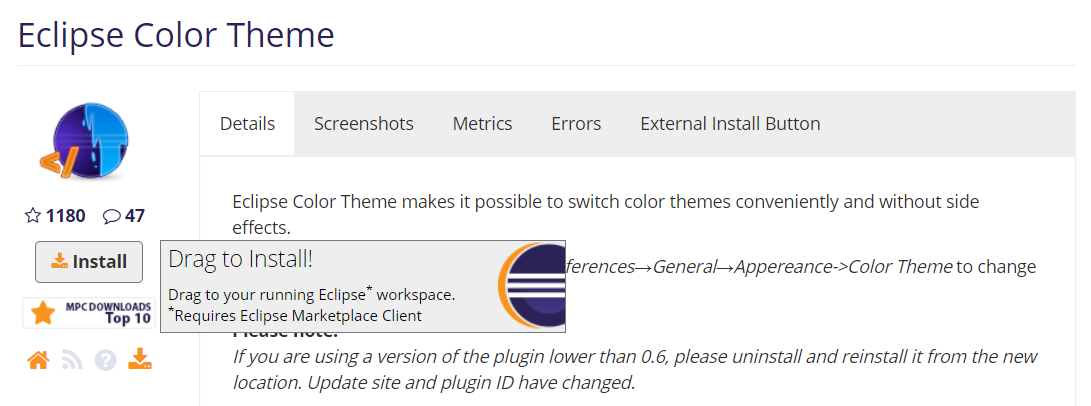 Eclipse Color Theme
Details Screenshots Metrics Errors External Install Button
1180 47
Install
MPC DOWNLOADS
Top 10
Eclipse Color Theme makes it possible to switch color themes conveniently and without side
effects.
Drag to Install!
Drag to your running Eclipse* workspace.
*Requires Eclipse Marketplace Client
ferences→General→Appereance->Color Theme to change
Please note:
If you are using a version of the plugin lower than 0.6, please uninstall and reinstall it from the new
location. Update site and plugin ID have changed.